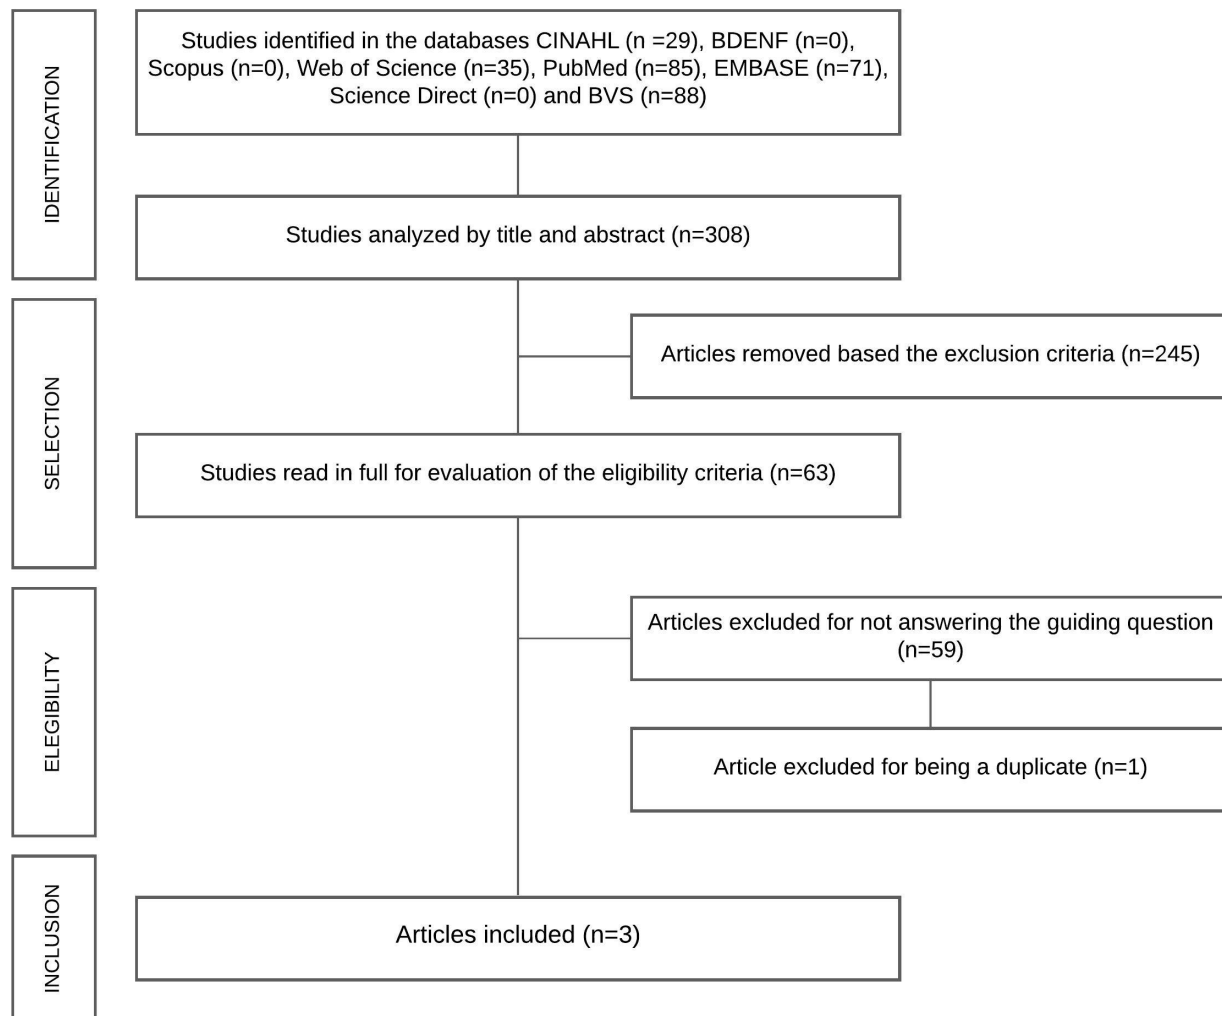 IDENTIFICATION
Studies identified in the databases CINAHL (n =29), BDENF (n=0),
Scopus (n=0), Web of Science (n=35), PubMed (n=85), EMBASE (n=71),
Science Direct (n=0) and BVS (n=88)
Studies analyzed by title and abstract (n=308)
SELECTION
Articles removed based the exclusion criteria (n=245)
Studies read in full for evaluation of the eligibility criteria (n=63)
ELEGIBILITY
Articles excluded for not answering the guiding question
(n=59)
Article excluded for being a duplicate (n=1)
INCLUSION
Articles included (n=3)